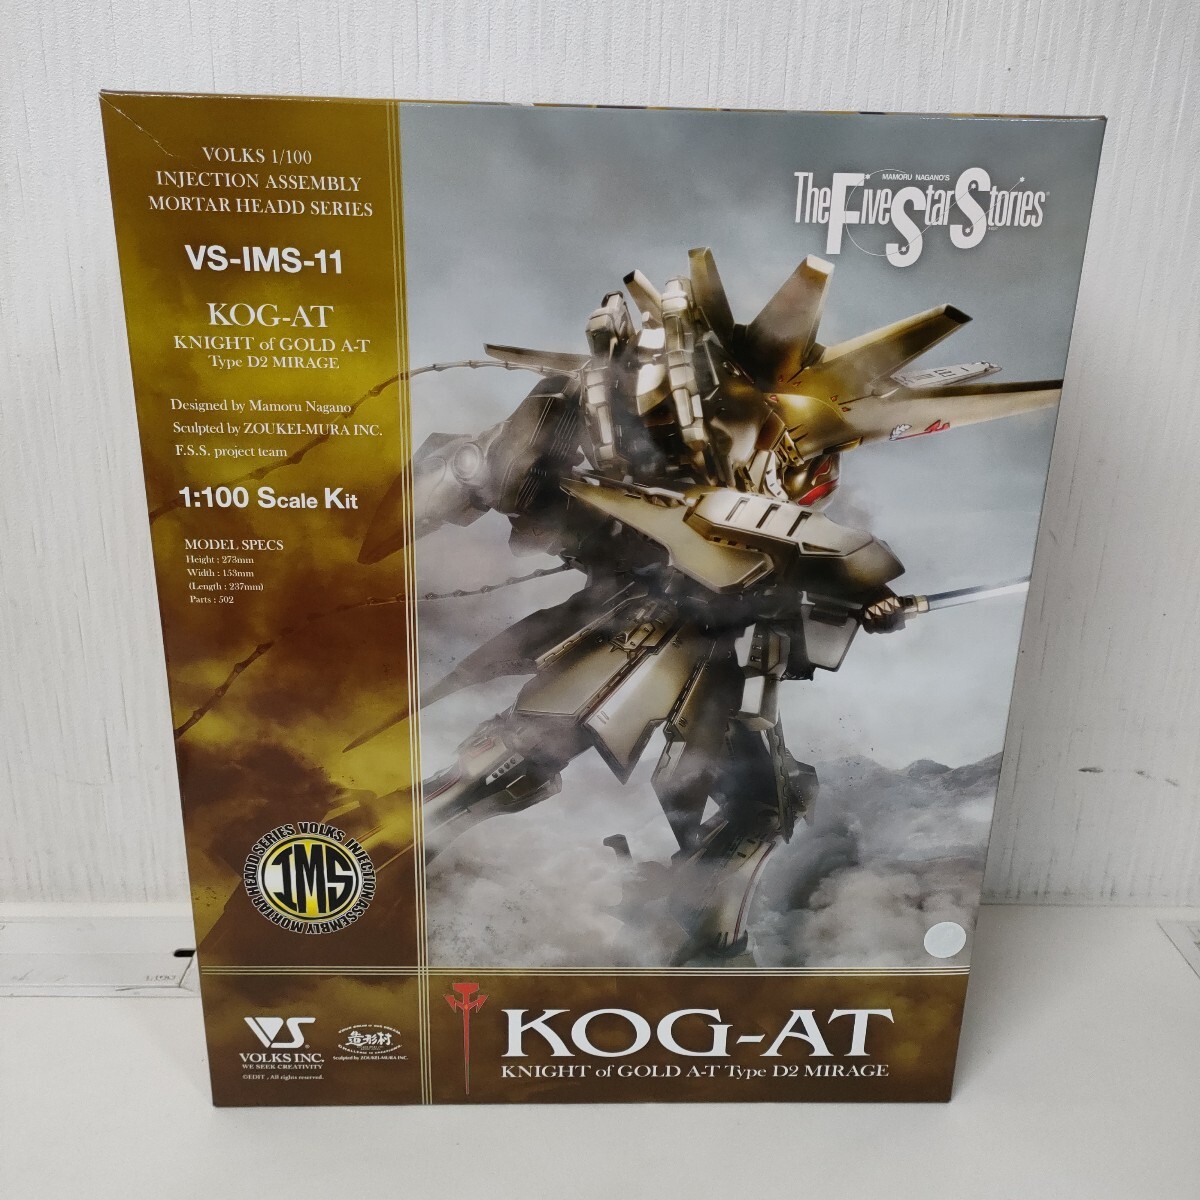 VOLKS 1/100
INJECTION ASSEMBLY
MORTAR HEADD SERIES
VS-IMS-11
KOG-AT
KNIGHT of GOLD A-T
Type D2 MIRAGE
Designed by Mamoru Nagano
Sculpted by ZOUKEI-MURA INC.
F.S.S. project team
1:100 Scale Kit
MODEL SPECS
Height : 273mm
Width : 153mm
(Length : 237mm)
Parts : 502
MAMORU NAGANO'S
The Five Star Stories
VOLKS INJECTION ASSEMBLY MORTAR HEADD SERIES
IMS
VS
VOLKS INC.
WE SEEK CREATIVITY
©EDIT , All rights reserved.
造形村
Sculpted by ZOUKEI-MURA INC.
KOG-AT
KNIGHT of GOLD A-T Type D2 MIRAGE